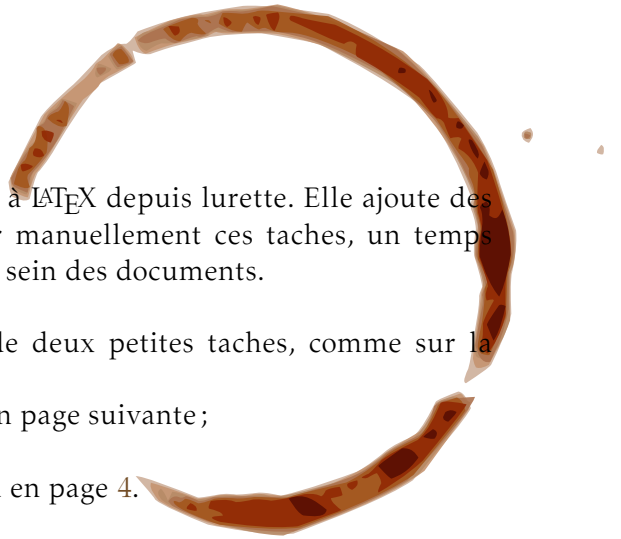 à LATEX depuis lurette. Elle ajoute des
manuellement ces taches, un temps
sein des documents.
deux petites taches, comme sur la
page suivante ;
en page 4.